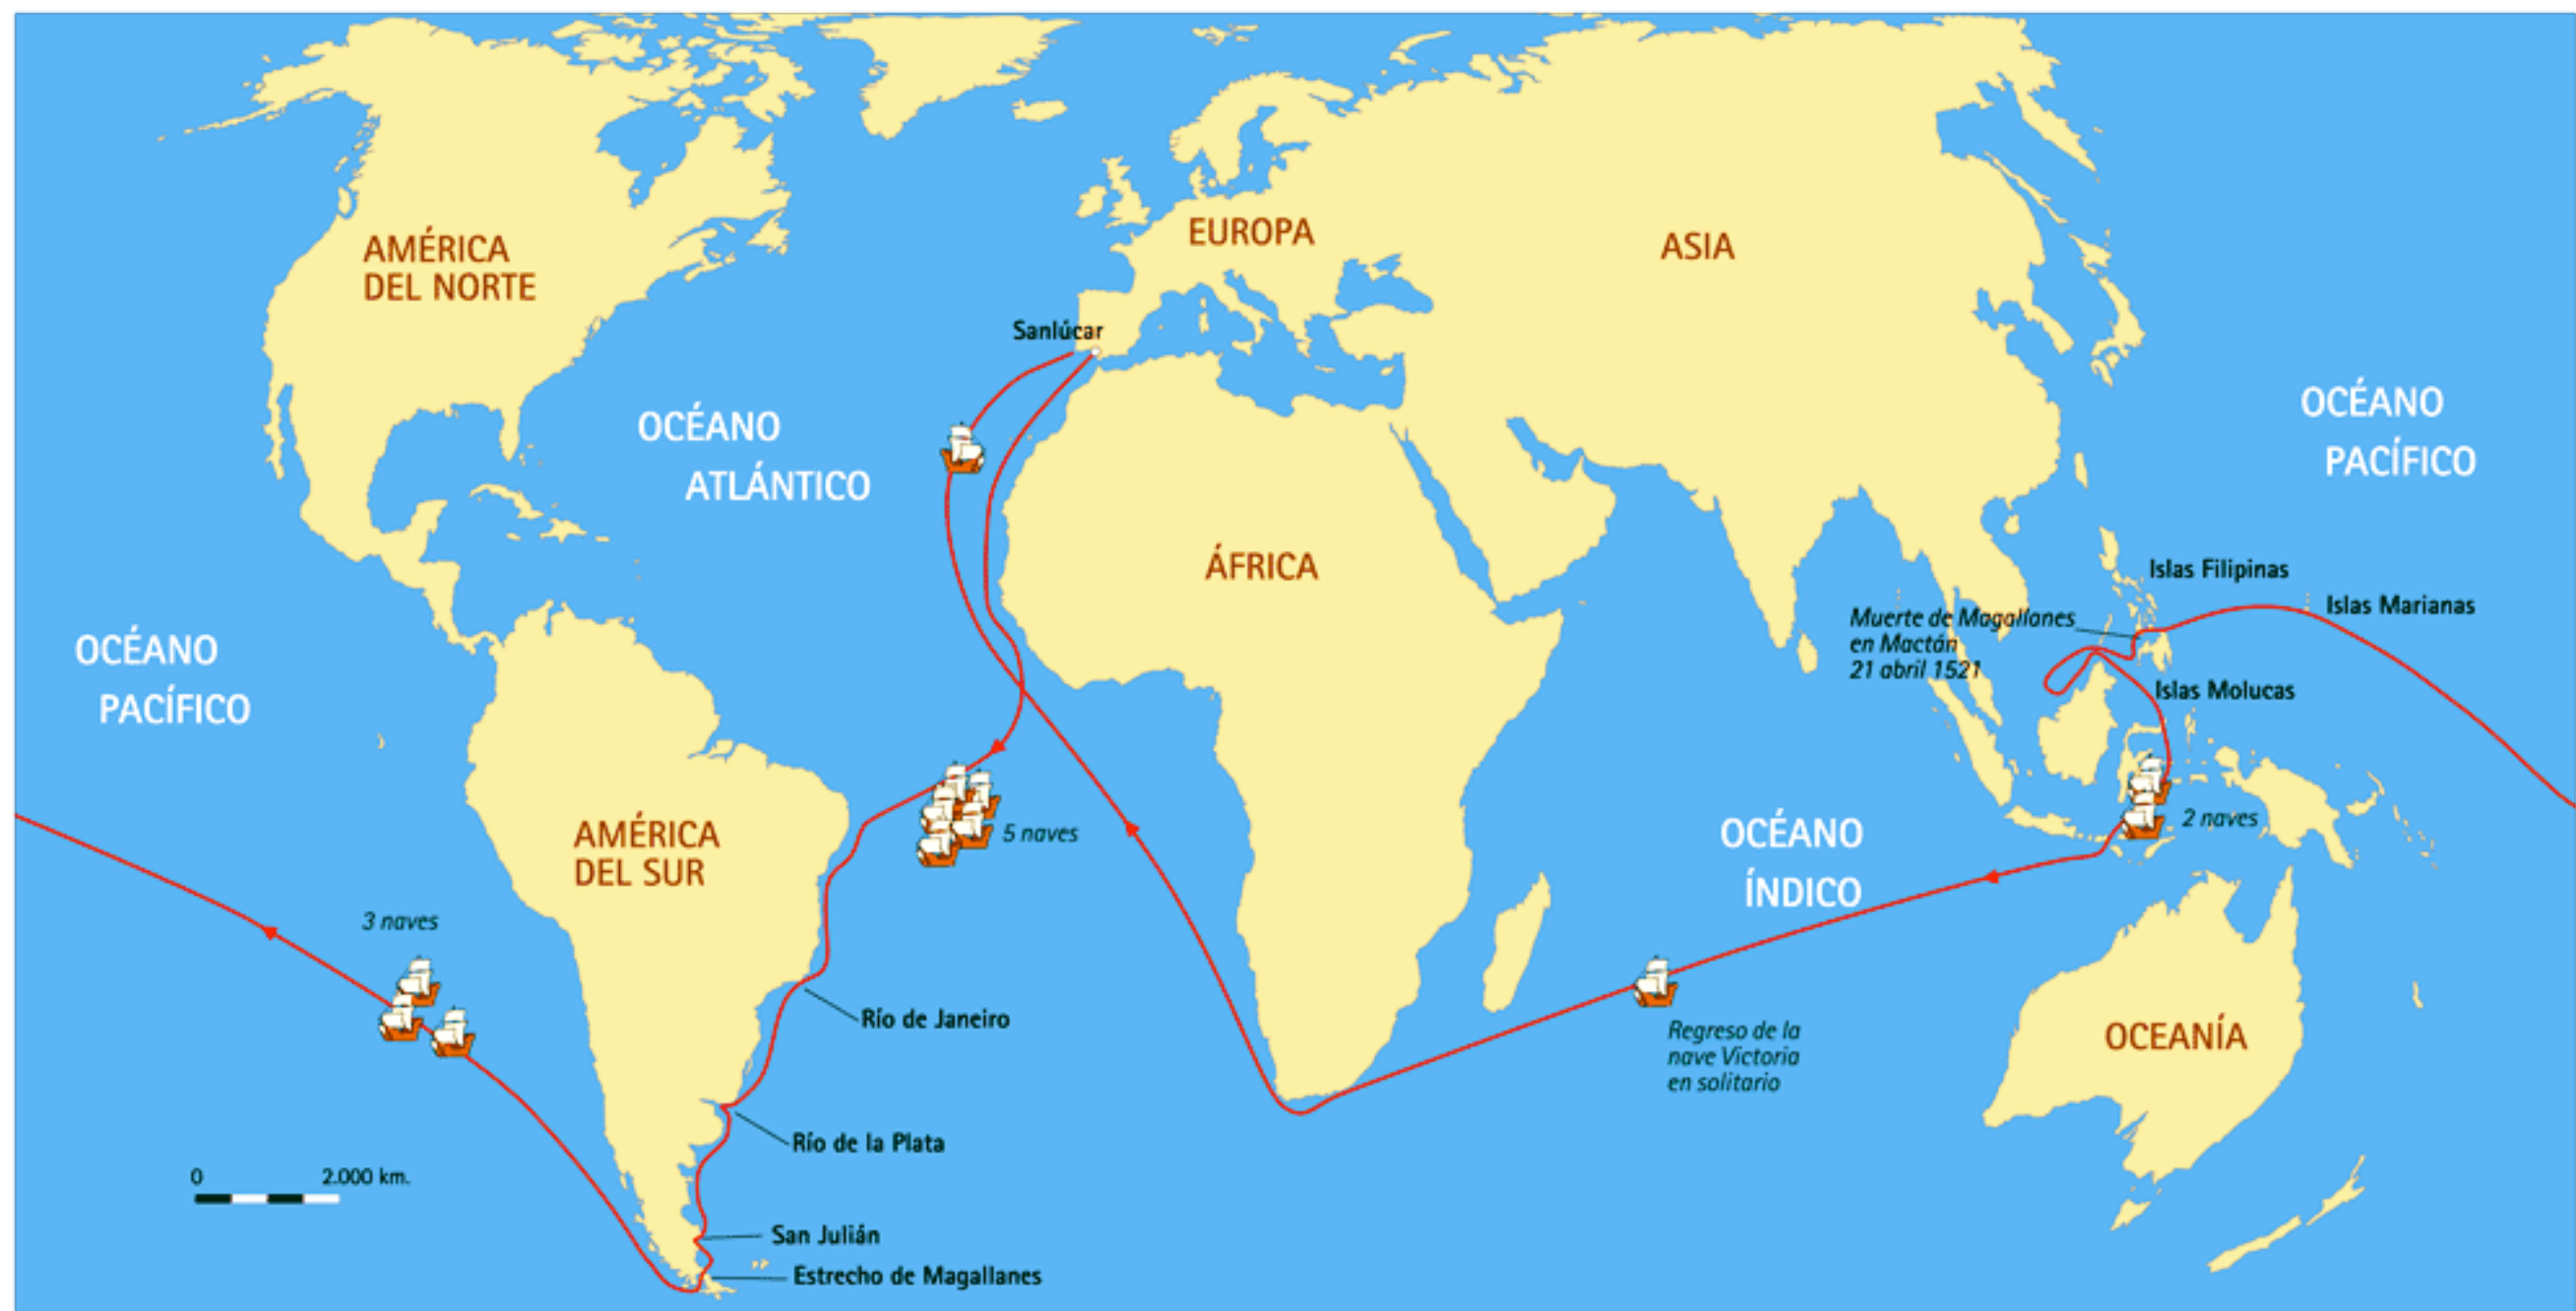 AMÉRICA
DEL NORTE
EUROPA
ASIA
Sanlúcar
OCÉANO
ATLÁNTICO
OCÉANO
PACÍFICO
ÁFRICA
Islas Filipinas
Islas Marianas
Muerte de Magallanes
en Mactán
21 abril 1521
Islas Molucas
OCÉANO
PACÍFICO
AMÉRICA
DEL SUR
5 naves
OCÉANO
ÍNDICO
2 naves
3 naves
Río de Janeiro
Regreso de la
nave Victoria
en solitario
OCEANÍA
Río de la Plata
0 2.000 km.
San Julián
Estrecho de Magallanes